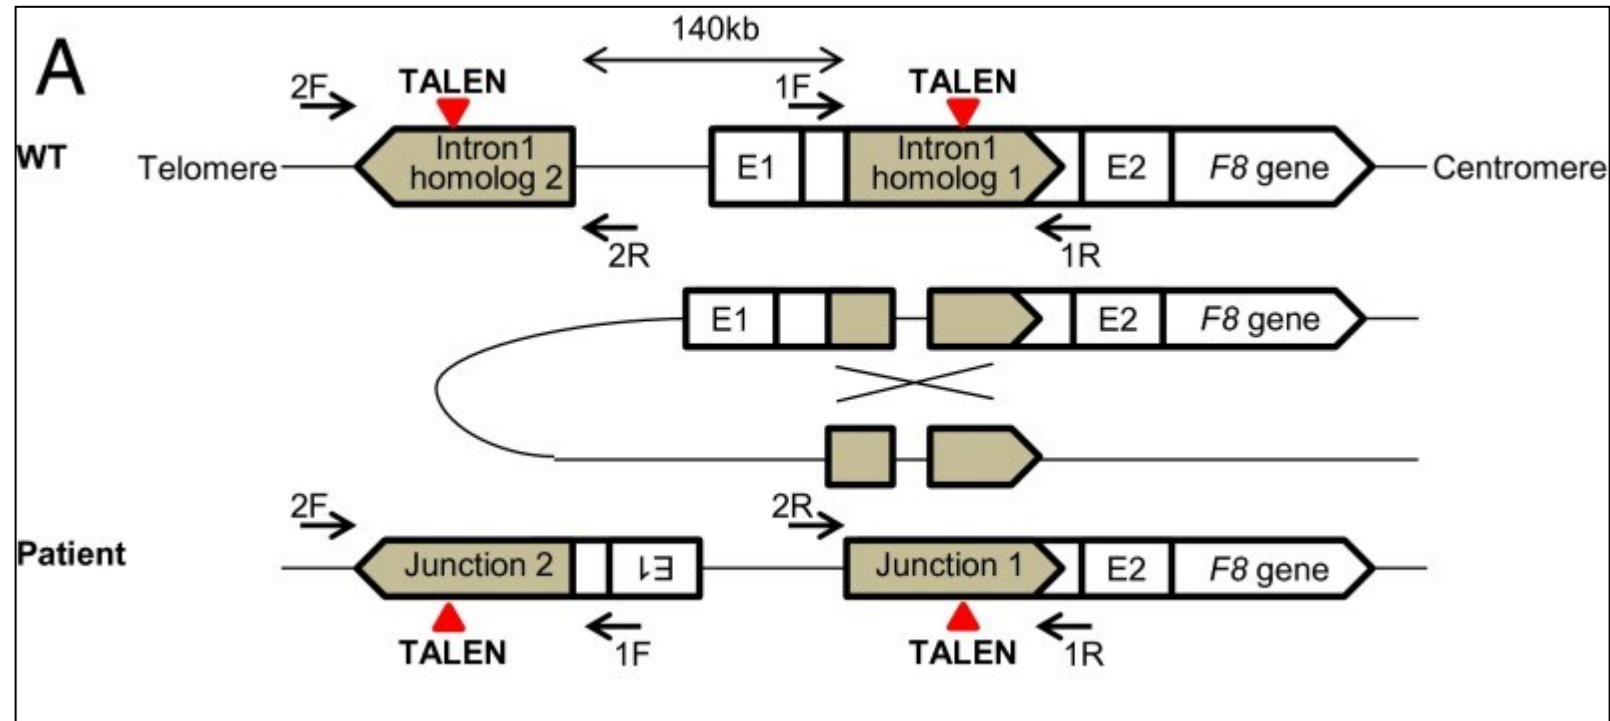 A
140kb
2F
TALEN
1F
TALEN
WT
Telomere
Intron1
homolog 2
E1
Intron1
homolog 1
E2
F8 gene
Centromere
2R
1R
E1
E2
F8 gene
2F
2R
Patient
Junction 2
E1
Junction 1
E2
F8 gene
TALEN
1F
TALEN
1R